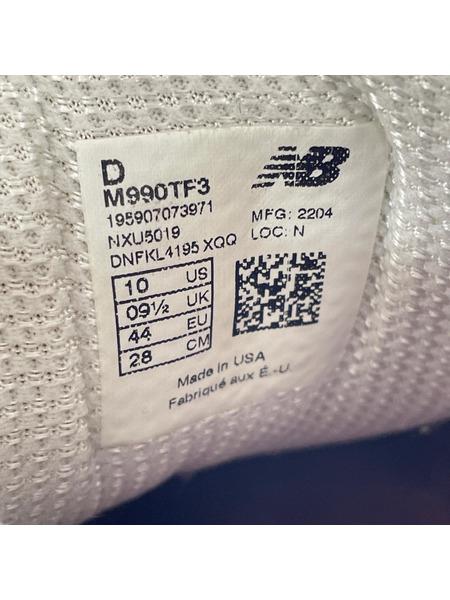 D
M990TF3
195907073971
NXU5019
DNFKL4195 XQQ
NB
MFG: 2204
LOC: N
10 US
09½ UK
44 EU
28 CM
Made in USA
Fabriqué aux É.-U.